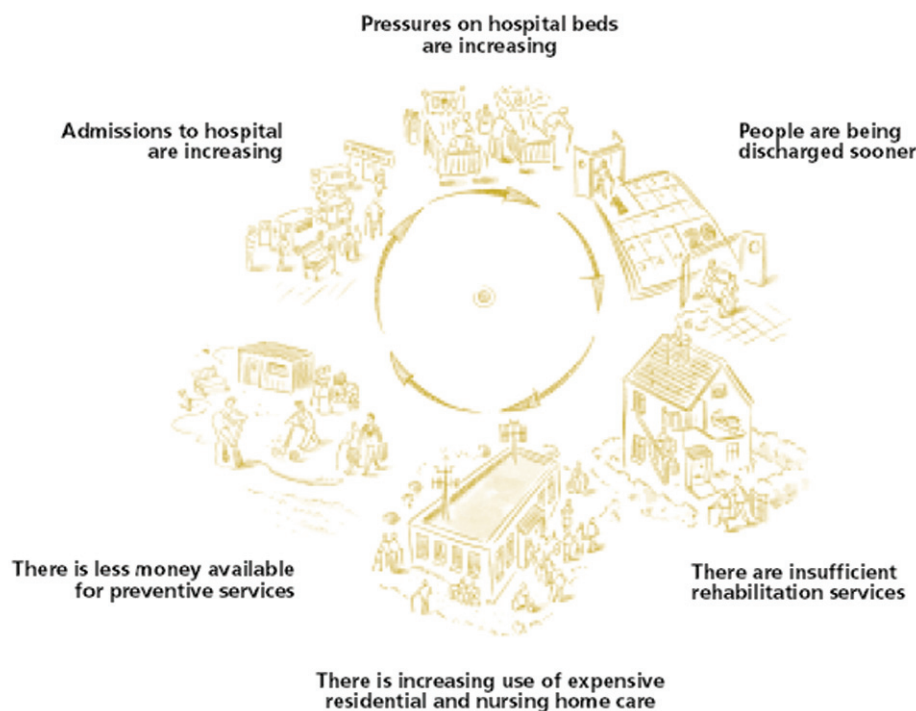 Pressures on hospital beds
are increasing
Admissions to hospital
are increasing
People are being
discharged sooner
There is less money available
for preventive services
There are insufficient
rehabilitation services
There is increasing use of expensive
residential and nursing home care